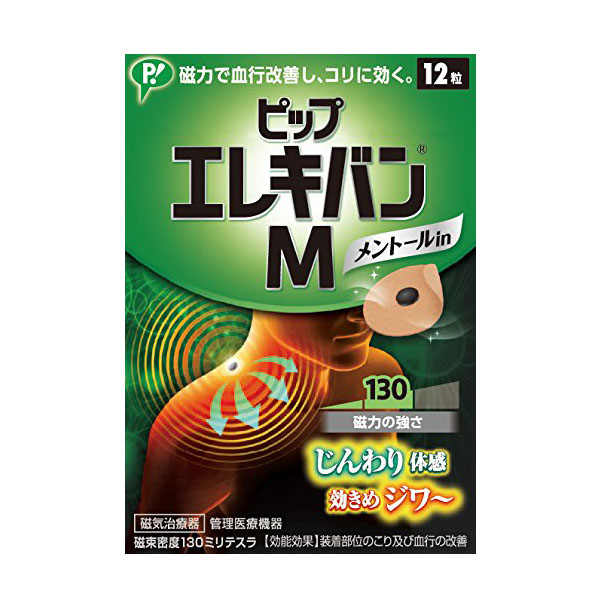 P!
磁力で血行改善し、コリに効く。 12粒
ピップ
エレキバン®
M
メントールin
130
磁力の強さ
じんわり体感
効きめジワ〜
磁気治療器 管理医療機器
磁束密度130ミリテスラ 【効能効果】装着部位のこり及び血行の改善